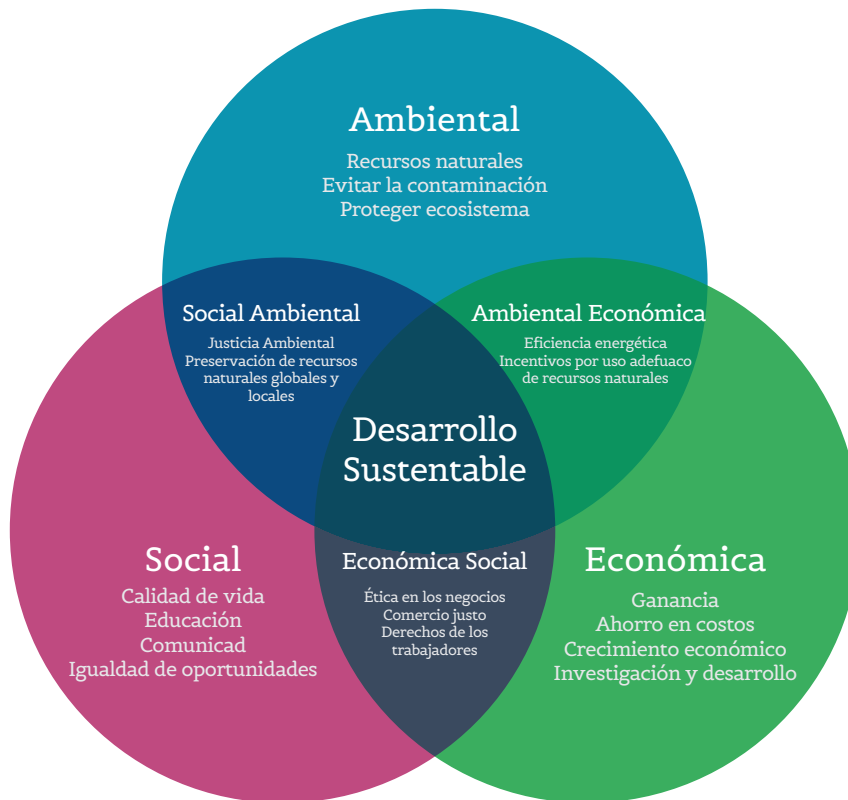 Ambiental
Recursos naturales
Evitar la contaminación
Proteger ecosistema
Social Ambiental
Justicia Ambiental
Preservación de recursos
naturales globales y
locales
Ambiental Económica
Eficiencia energética
Incentivos por uso adefuaco
de recursos naturales
Desarrollo
Sustentable
Social
Calidad de vida
Educación
Comunicad
Igualdad de oportunidades
Económica Social
Ética en los negocios
Comercio justo
Derechos de los
trabajadores
Económica
Ganancia
Ahorro en costos
Crecimiento económico
Investigación y desarrollo